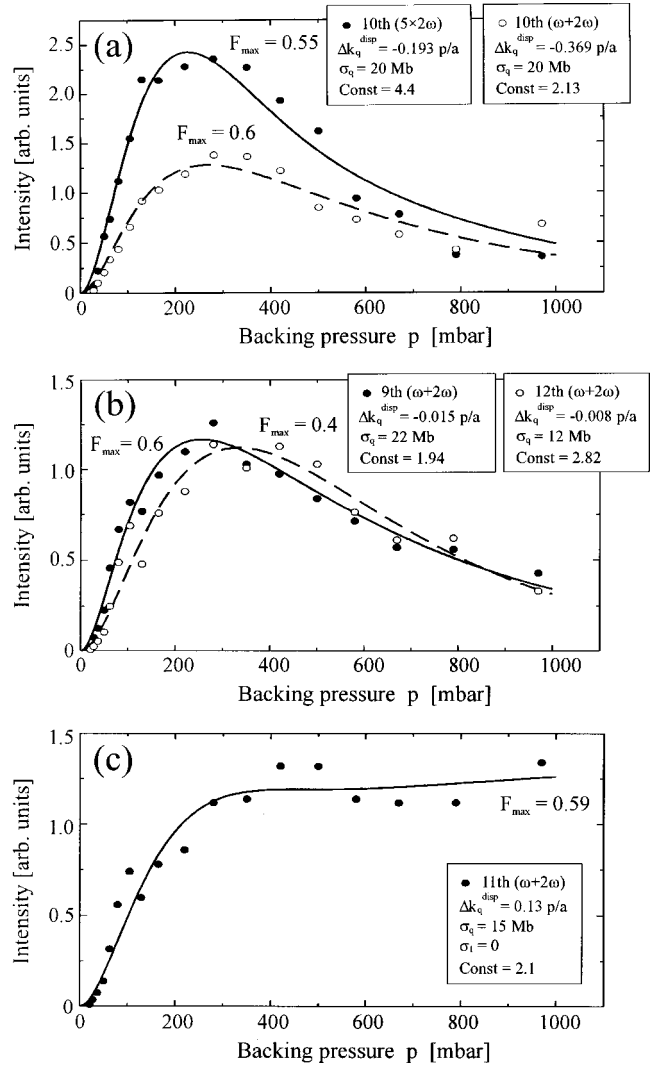 (a)
F_max = 0.55
F_max = 0.6
● 10th (5×2ω)
Δk_q^disp = -0.193 p/a
σ_q = 20 Mb
Const = 4.4
○ 10th (ω+2ω)
Δk_q^disp = -0.369 p/a
σ_q = 20 Mb
Const = 2.13
Intensity [arb. units]
2.5
2.0
1.5
1.0
0.5
0
0 200 400 600 800 1000
Backing pressure p [mbar]
(b)
F_max = 0.6
F_max = 0.4
● 9th (ω+2ω)
Δk_q^disp = -0.015 p/a
σ_q = 22 Mb
Const = 1.94
○ 12th (ω+2ω)
Δk_q^disp = -0.008 p/a
σ_q = 12 Mb
Const = 2.82
Intensity [arb. units]
1.5
1.0
0.5
0
0 200 400 600 800 1000
Backing pressure p [mbar]
(c)
F_max = 0.59
● 11th (ω+2ω)
Δk_q^disp = 0.13 p/a
σ_q = 15 Mb
σ_1 = 0
Const = 2.1
Intensity [arb. units]
1.5
1.0
0.5
0
0 200 400 600 800 1000
Backing pressure p [mbar]